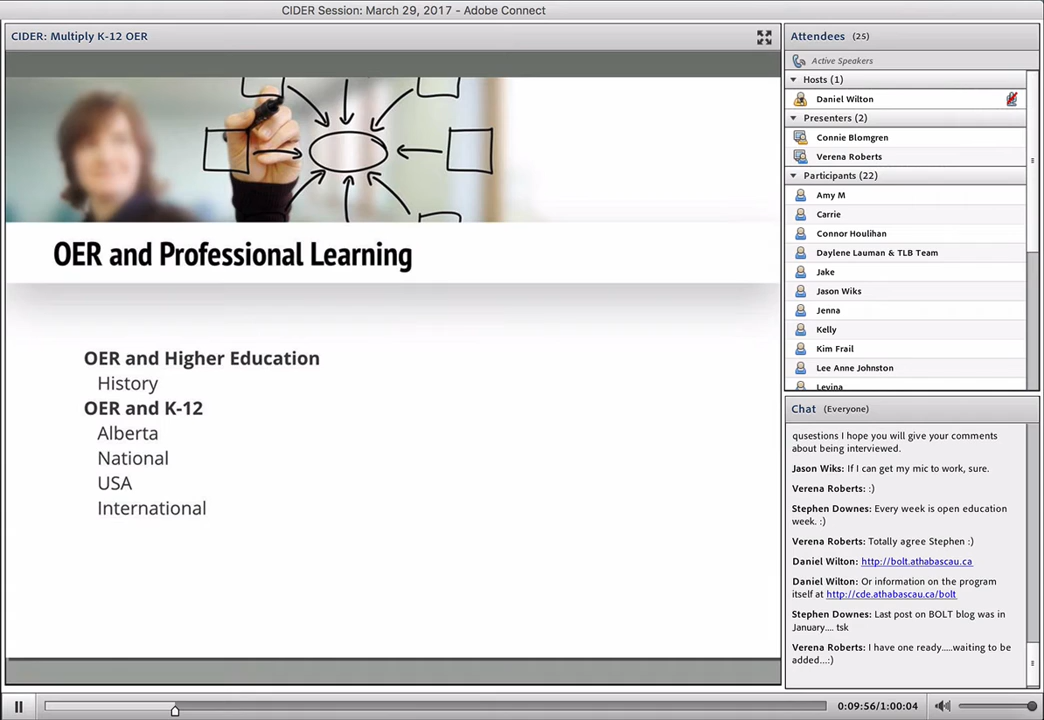 CIDER Session: March 29, 2017 - Adobe Connect
CIDER: Multiply K-12 OER
OER and Professional Learning
OER and Higher Education
History
OER and K-12
Alberta
National
USA
International
Attendees (25)
Active Speakers
Hosts (1)
Daniel Wilton
Presenters (2)
Connie Blomgren
Verena Roberts
Participants (22)
Amy M
Carrie
Connor Houlihan
Daylene Lauman & TLB Team
Jake
Jason Wiks
Jenna
Kelly
Kim Frail
Lee Anne Johnston
Levina
Chat (Everyone)
qusestions I hope you will give your comments
about being interviewed.
Jason Wiks: If I can get my mic to work, sure.
Verena Roberts: :)
Stephen Downes: Every week is open education
week. :)
Verena Roberts: Totally agree Stephen :)
Daniel Wilton: http://bolt.athabascau.ca
Daniel Wilton: Or information on the program
itself at http://cde.athabascau.ca/bolt
Stephen Downes: Last post on BOLT blog was in
January.... tsk
Verena Roberts: I have one ready.....waiting to be
added...:)
0:09:56/1:00:04